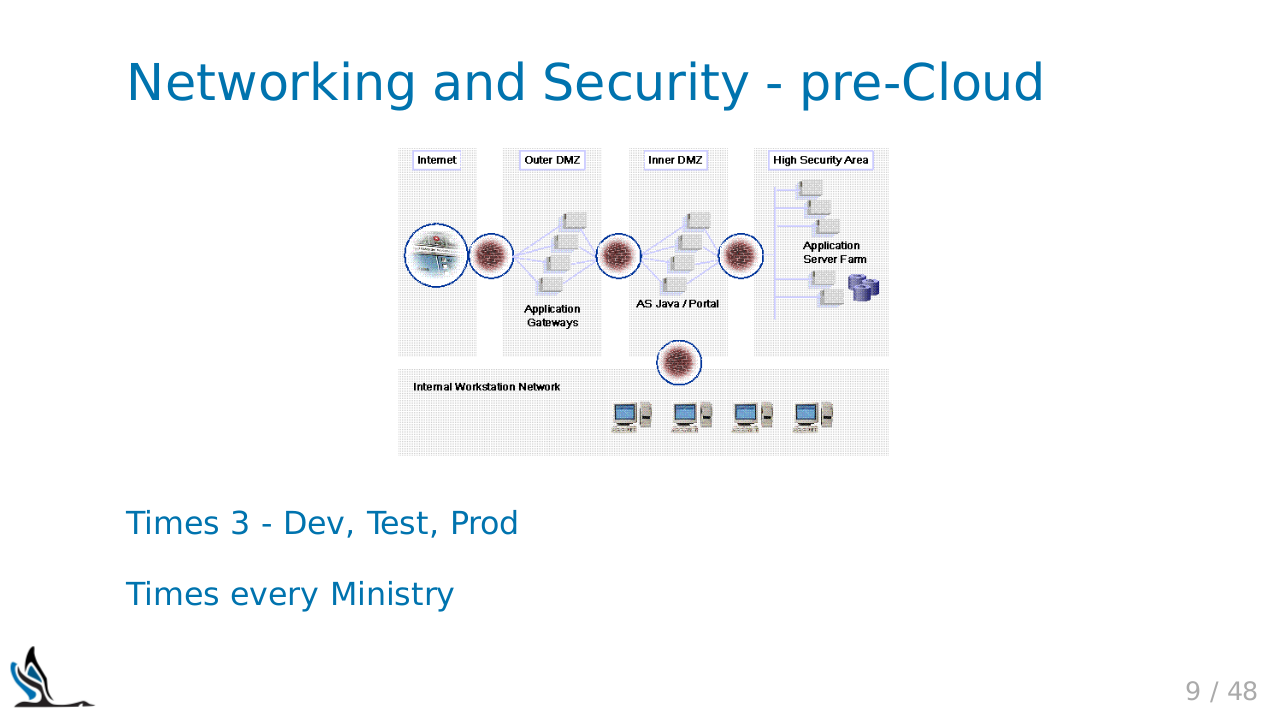 Networking and Security - pre-Cloud
Internet
Outer DMZ
Inner DMZ
High Security Area
Application
Server Farm
Application
Gateways
AS Java / Portal
Internal Workstation Network
Times 3 - Dev, Test, Prod
Times every Ministry
9 / 48